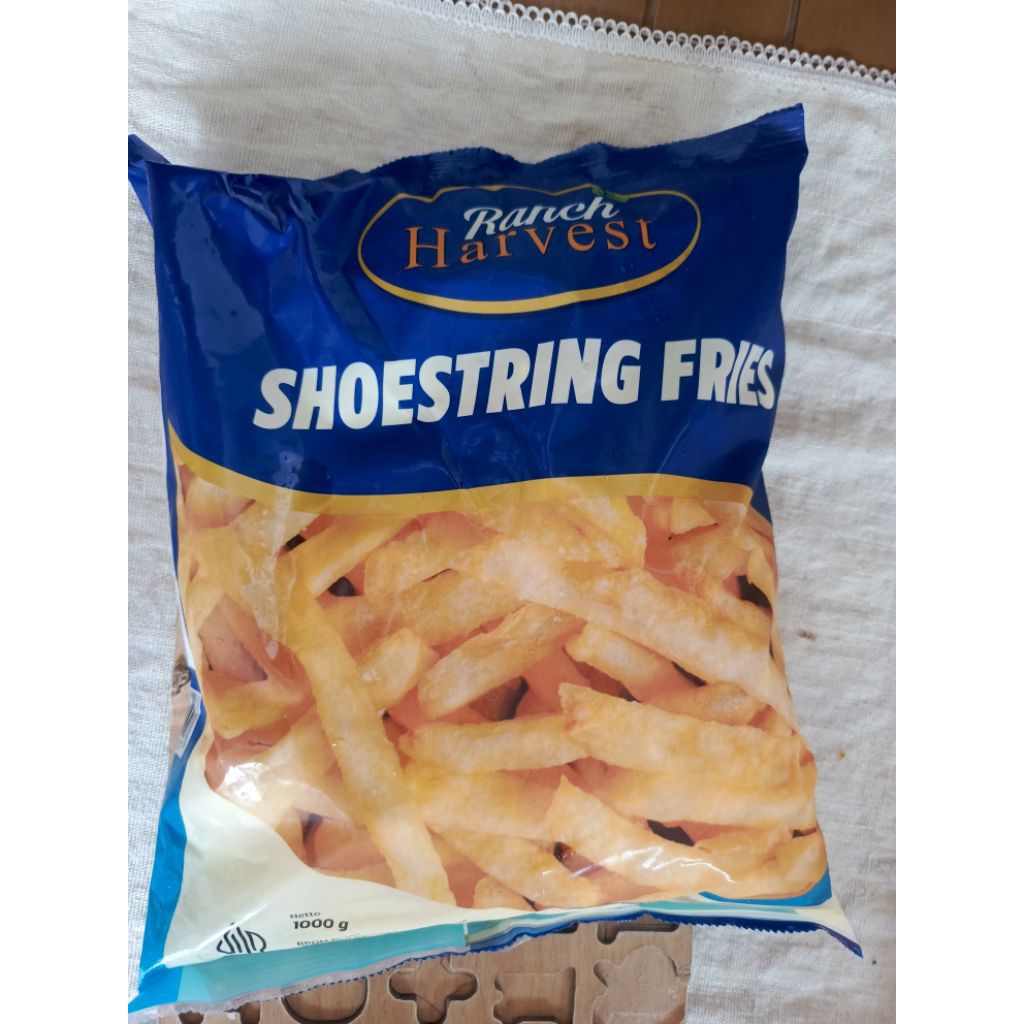 Ranch
Harvest
SHOESTRING FRIES
Netto
1000 g